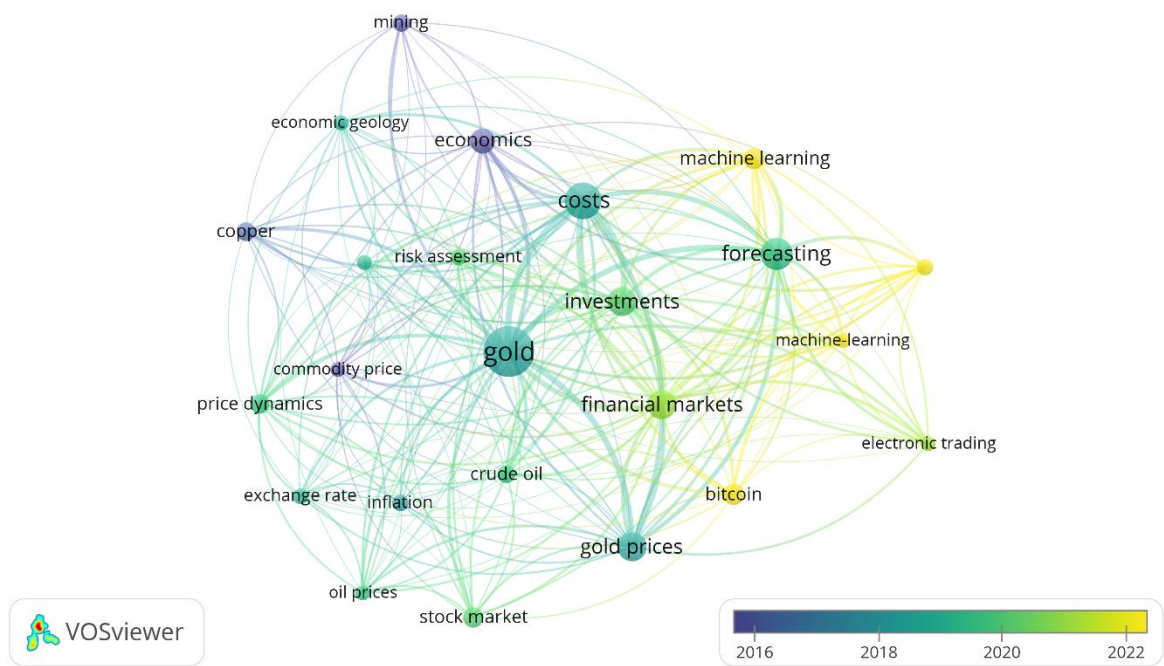 mining
economic geology
economics
machine learning
costs
copper
risk assessment
forecasting
investments
machine-learning
gold
commodity price
price dynamics
financial markets
electronic trading
crude oil
exchange rate
inflation
bitcoin
gold prices
oil prices
stock market
VOSviewer
2016
2018
2020
2022